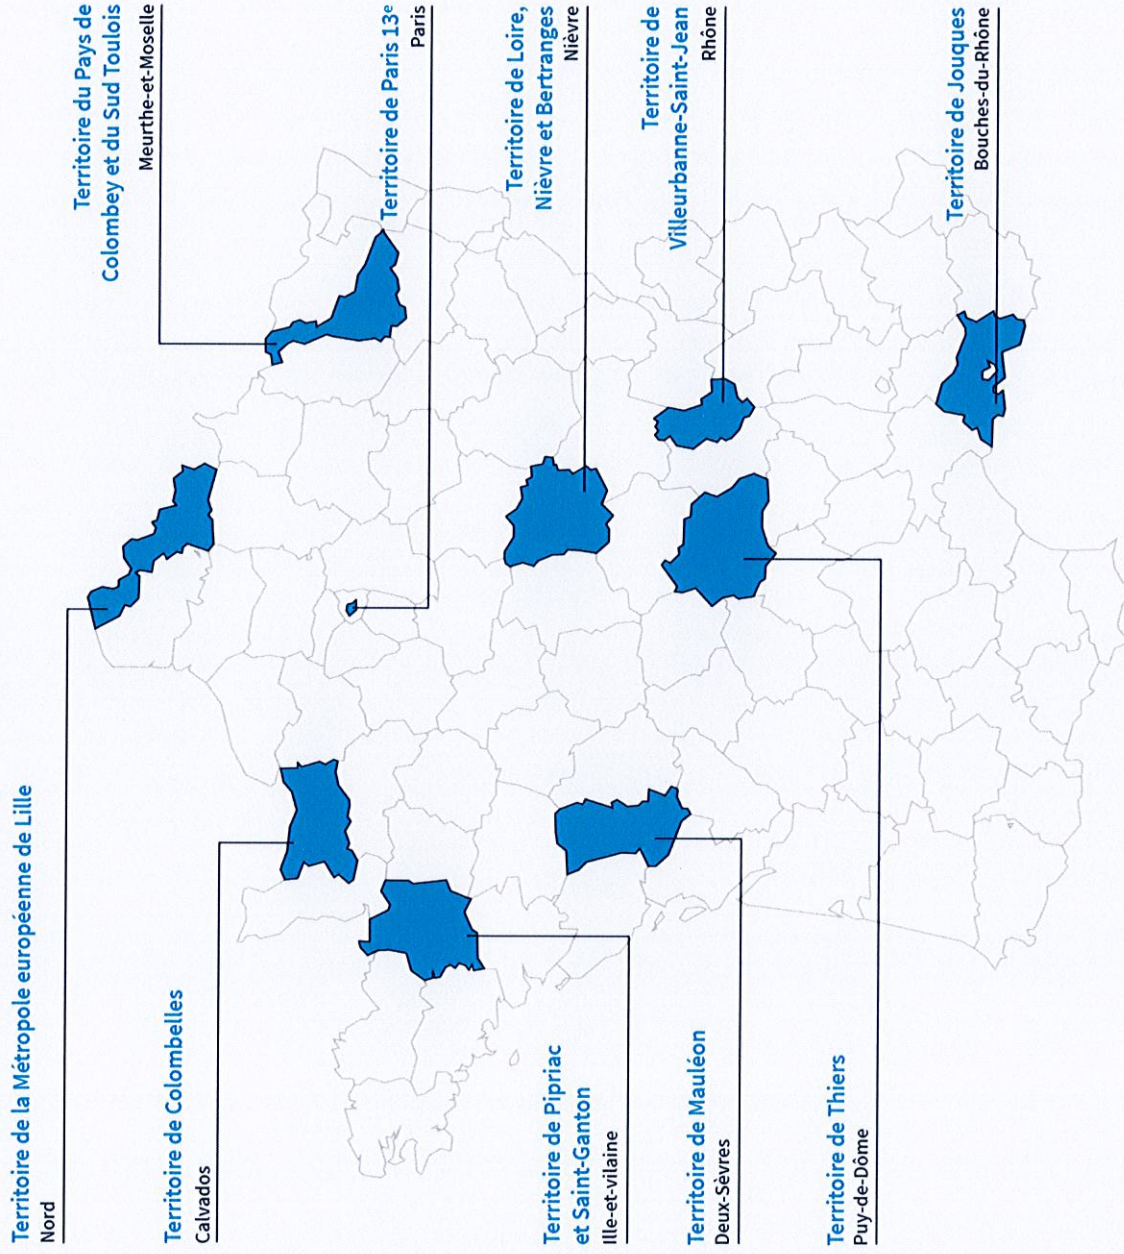 Territoire de la Métropole européenne de Lille
Nord
Territoire de Colombelles
Calvados
Territoire de Pipriac
et Saint-Ganton
Ille-et-vilaine
Territoire de Mauléon
Deux-Sèvres
Territoire de Thiers
Puy-de-Dôme
Territoire du Pays de
Colombey et du Sud Toulois
Meurthe-et-Moselle
Territoire de Paris 13e
Paris
Territoire de Loire,
Nièvre et Bertranges
Nièvre
Territoire de
Villeurbanne-Saint-Jean
Rhône
Territoire de Jouques
Bouches-du-Rhône